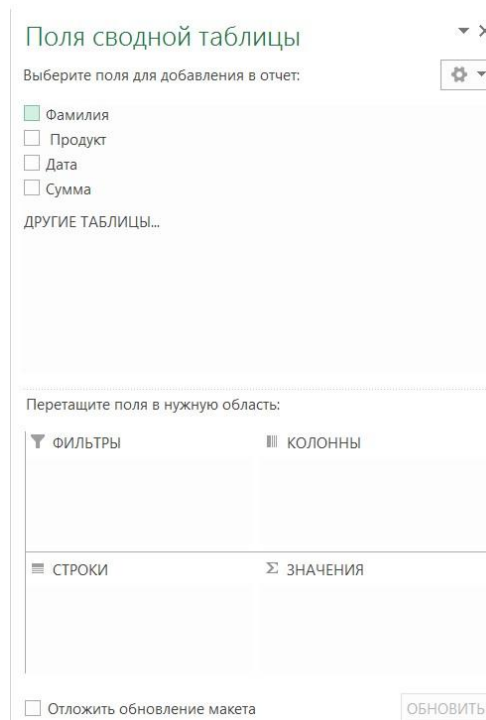 Поля сводной таблицы
Выберите поля для добавления в отчет:
Фамилия
Продукт
Дата
Сумма
ДРУГИЕ ТАБЛИЦЫ...
Перетащите поля в нужную область:
ФИЛЬТРЫ
КОЛОННЫ
СТРОКИ
Σ ЗНАЧЕНИЯ
Отложить обновление макета
ОБНОВИТЬ